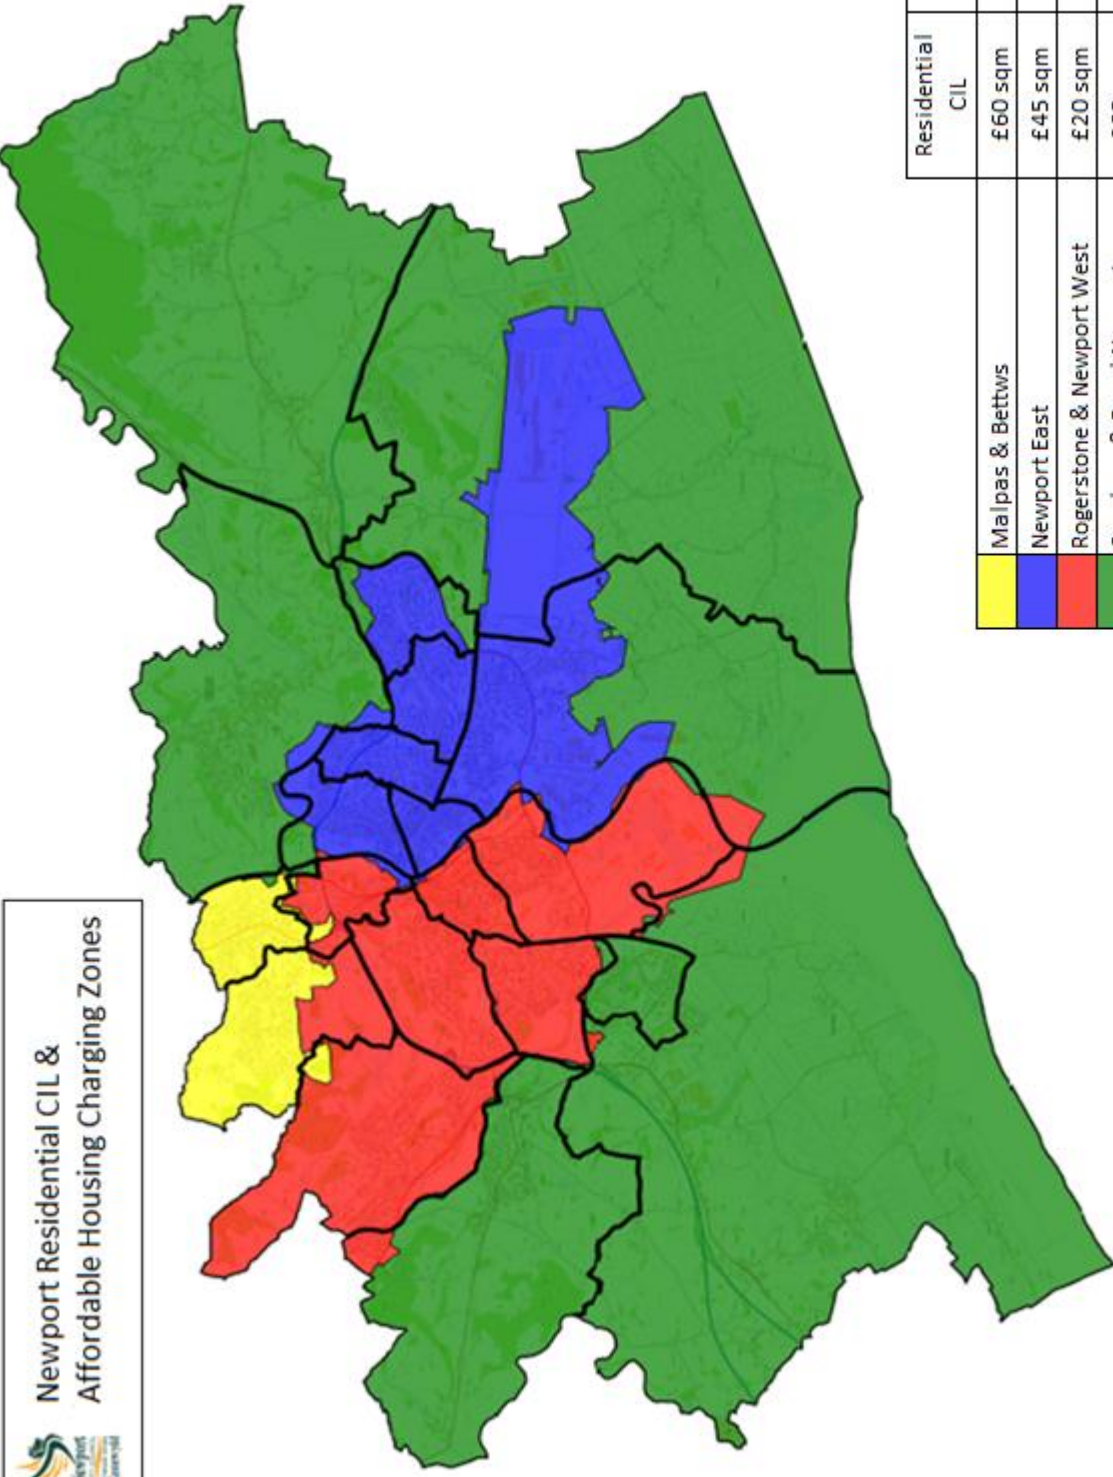 Newport Residential CIL &
Affordable Housing Charging Zones
Residential
CIL
Malpas & Bettws £60 sqm
Newport East £45 sqm
Rogerstone & Newport West £20 sqm